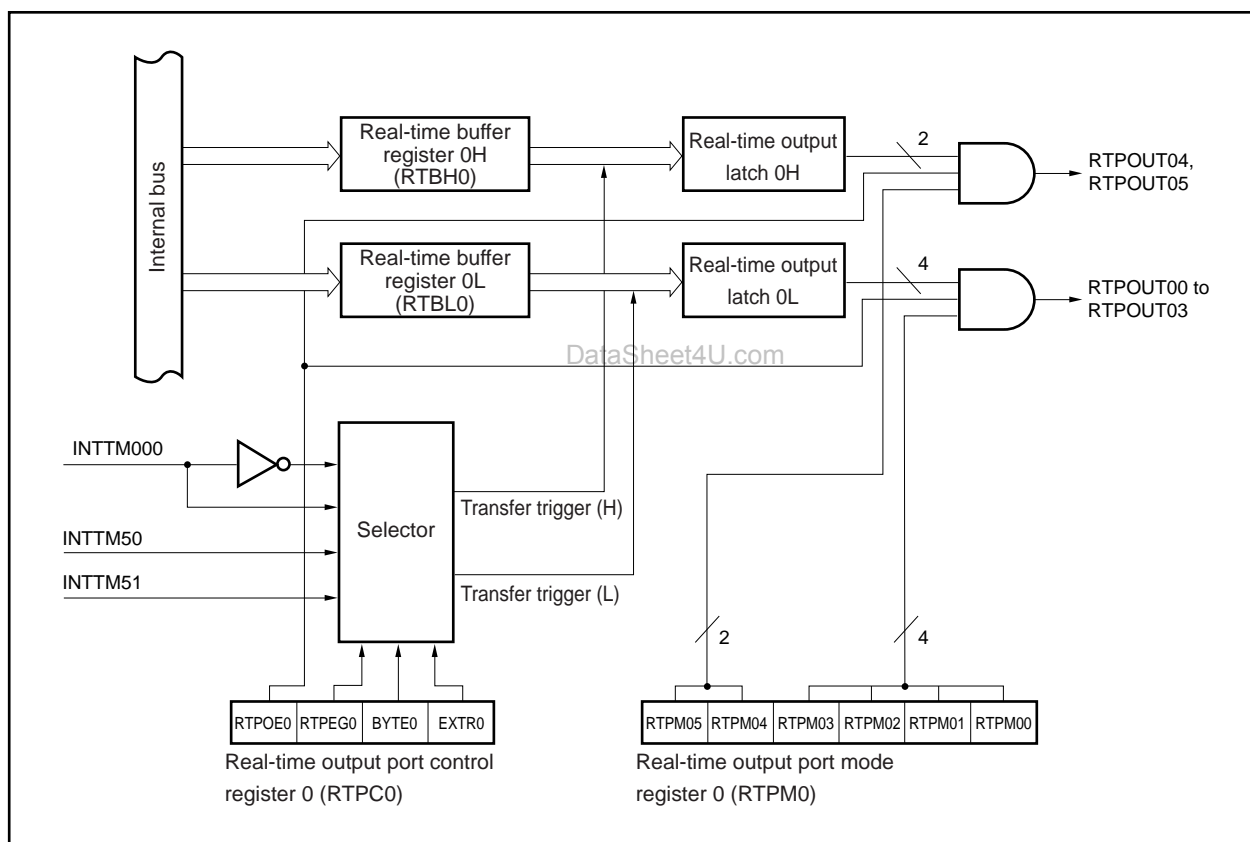 Internal bus
Real-time buffer
register 0H
(RTBH0)
Real-time output
latch 0H
2
RTPOUT04,
RTPOUT05
Real-time buffer
register 0L
(RTBL0)
Real-time output
latch 0L
4
RTPOUT00 to
RTPOUT03
DataSheet4U.com
INTTM000
INTTM50
INTTM51
Selector
Transfer trigger (H)
Transfer trigger (L)
2
4
RTPOE0 RTPEG0 BYTE0 EXTR0
Real-time output port control
register 0 (RTPC0)
RTPM05 RTPM04 RTPM03 RTPM02 RTPM01 RTPM00
Real-time output port mode
register 0 (RTPM0)